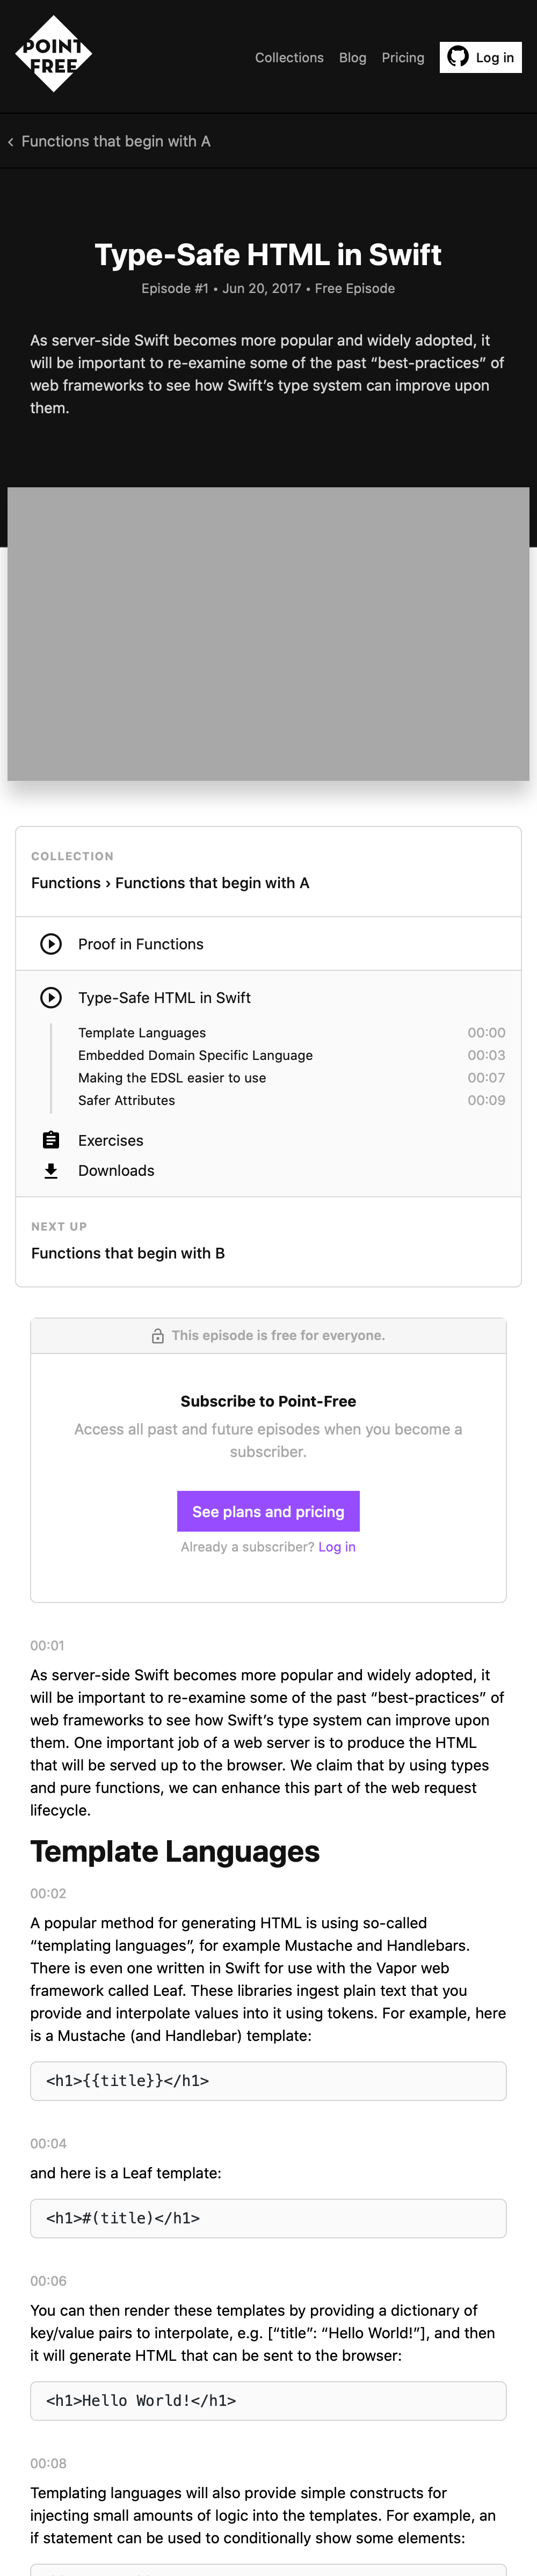 POINT
FREE
Collections Blog Pricing Log in
‹ Functions that begin with A
Type-Safe HTML in Swift
Episode #1 • Jun 20, 2017 • Free Episode
As server-side Swift becomes more popular and widely adopted, it
will be important to re-examine some of the past “best-practices” of
web frameworks to see how Swift’s type system can improve upon
them.
COLLECTION
Functions › Functions that begin with A
Proof in Functions
Type-Safe HTML in Swift
Template Languages 00:00
Embedded Domain Specific Language 00:03
Making the EDSL easier to use 00:07
Safer Attributes 00:09
Exercises
Downloads
NEXT UP
Functions that begin with B
This episode is free for everyone.
Subscribe to Point-Free
Access all past and future episodes when you become a
subscriber.
See plans and pricing
Already a subscriber? Log in
00:01
As server-side Swift becomes more popular and widely adopted, it
will be important to re-examine some of the past “best-practices” of
web frameworks to see how Swift’s type system can improve upon
them. One important job of a web server is to produce the HTML
that will be served up to the browser. We claim that by using types
and pure functions, we can enhance this part of the web request
lifecycle.
Template Languages
00:02
A popular method for generating HTML is using so-called
“templating languages”, for example Mustache and Handlebars.
There is even one written in Swift for use with the Vapor web
framework called Leaf. These libraries ingest plain text that you
provide and interpolate values into it using tokens. For example, here
is a Mustache (and Handlebar) template:
<h1>{{title}}</h1>
00:04
and here is a Leaf template:
<h1>#(title)</h1>
00:06
You can then render these templates by providing a dictionary of
key/value pairs to interpolate, e.g. [“title”: “Hello World!”], and then
it will generate HTML that can be sent to the browser:
<h1>Hello World!</h1>
00:08
Templating languages will also provide simple constructs for
injecting small amounts of logic into the templates. For example, an
if statement can be used to conditionally show some elements: